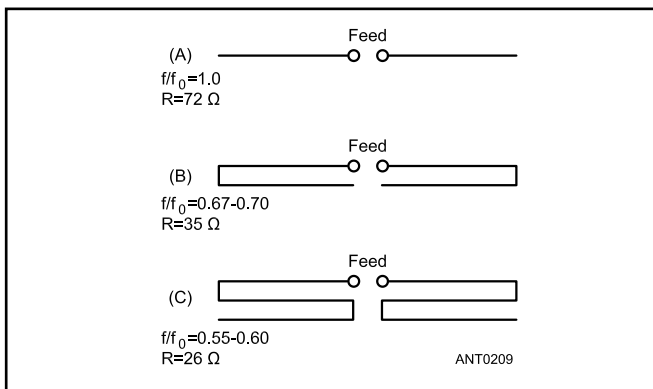 Feed
(A)
f/f0=1.0
R=72 Ω
Feed
(B)
f/f0=0.67-0.70
R=35 Ω
Feed
(C)
f/f0=0.55-0.60
R=26 Ω
ANT0209